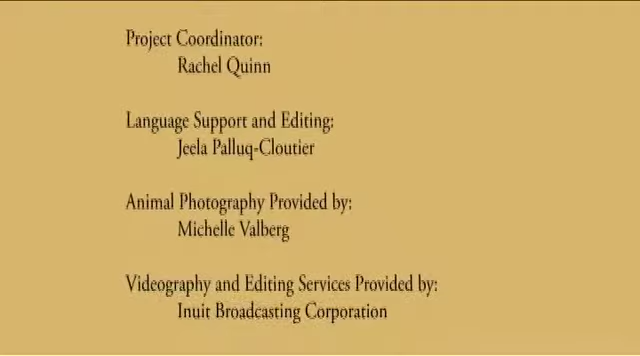 Project Coordinator:
Rachel Quinn
Language Support and Editing:
Jeela Palluq-Cloutier
Animal Photography Provided by:
Michelle Valberg
Videography and Editing Services Provided by:
Inuit Broadcasting Corporation